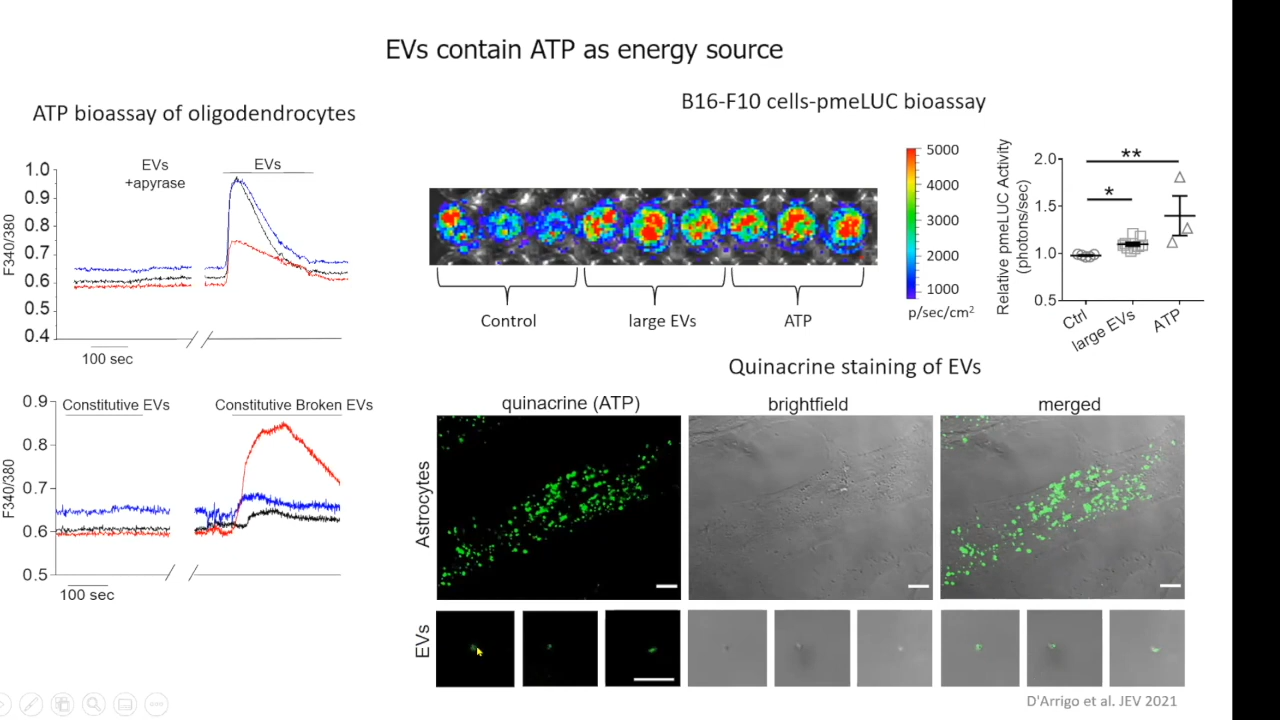 EVs contain ATP as energy source
ATP bioassay of oligodendrocytes
EVs
+apyrase
EVs
1.0
0.9
0.8
0.7
0.6
0.5
0.4
F340/380
100 sec
Constitutive EVs
Constitutive Broken EVs
0.9
0.8
0.7
0.6
0.5
F340/380
100 sec
B16-F10 cells-pmeLUC bioassay
Control
large EVs
ATP
5000
4000
3000
2000
1000
p/sec/cm2
Relative pmeLUC Activity
(photons/sec)
2.0
1.5
1.0
0.5
**
*
Ctrl
large EVs
ATP
Quinacrine staining of EVs
quinacrine (ATP)
brightfield
merged
Astrocytes
EVs
D'Arrigo et al. JEV 2021